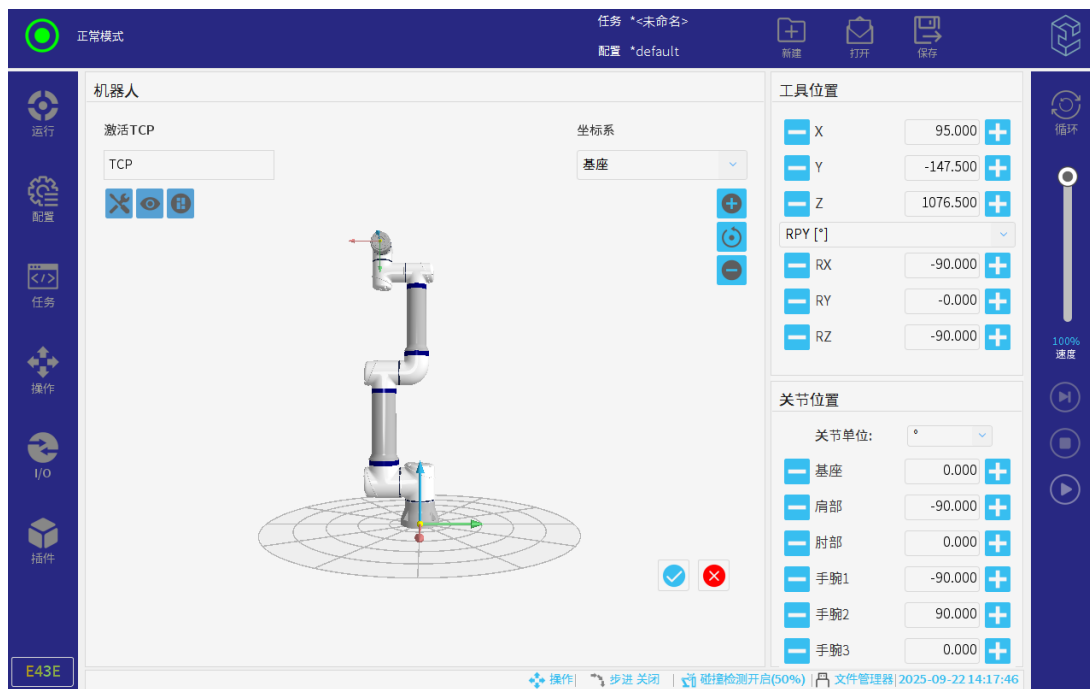 正常模式
任务 *<未命名>
配置 *default
新建
打开
保存
运行
配置
任务
操作
I/O
插件
E43E
机器人
激活TCP
TCP
坐标系
基座
工具位置
X 95.000
Y -147.500
Z 1076.500
RPY [°]
RX -90.000
RY -0.000
RZ -90.000
关节位置
关节单位: °
基座 0.000
肩部 -90.000
肘部 0.000
手腕1 -90.000
手腕2 90.000
手腕3 0.000
循环
100%
速度
操作| 步进 关闭 | 碰撞检测开启(50%) | 文件管理器| 2025-09-22 14:17:46